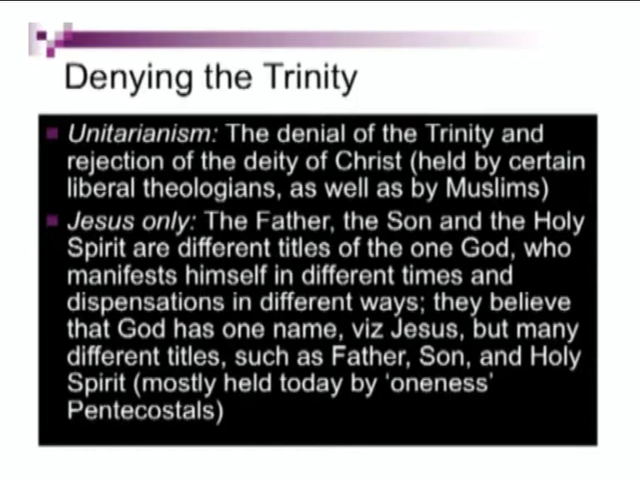 Denying the Trinity
Unitarianism: The denial of the Trinity and
rejection of the deity of Christ (held by certain
liberal theologians, as well as by Muslims)
Jesus only: The Father, the Son and the Holy
Spirit are different titles of the one God, who
manifests himself in different times and
dispensations in different ways; they believe
that God has one name, viz Jesus, but many
different titles, such as Father, Son, and Holy
Spirit (mostly held today by 'oneness'
Pentecostals)